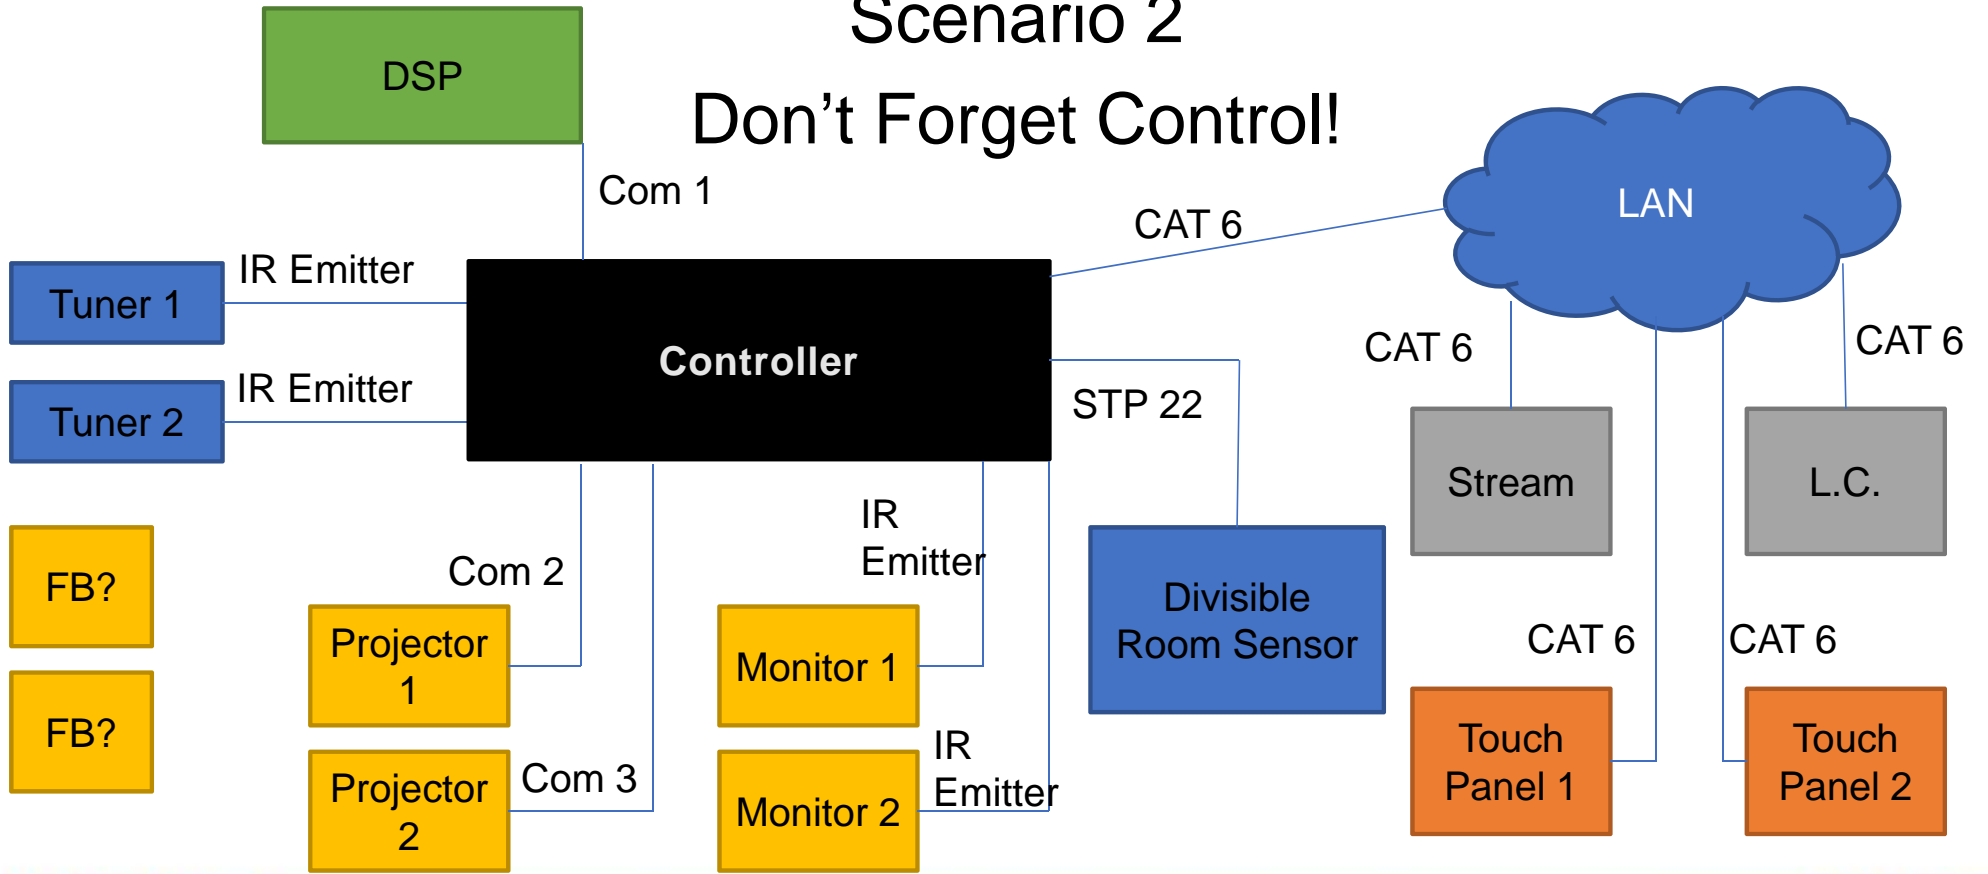 Scenario 2
Don't Forget Control!
DSP
Com 1
LAN
CAT 6
Tuner 1
IR Emitter
Controller
Tuner 2
IR Emitter
STP 22
CAT 6
CAT 6
Stream
L.C.
FB?
FB?
Com 2
Projector
1
Com 3
Projector
2
IR
Emitter
Monitor 1
IR
Emitter
Monitor 2
Divisible
Room Sensor
CAT 6
CAT 6
Touch
Panel 1
Touch
Panel 2